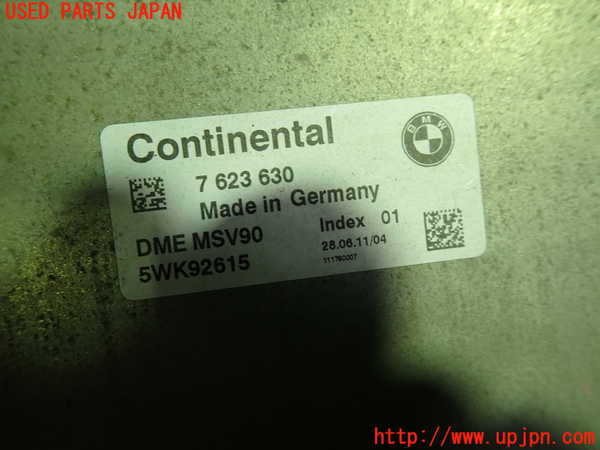 USED PARTS JAPAN
Continental
BMW
7 623 630
Made in Germany
DME MSV90
Index 01
5WK92615
28.06.11/04
111760007
http://www.upjpn.com/